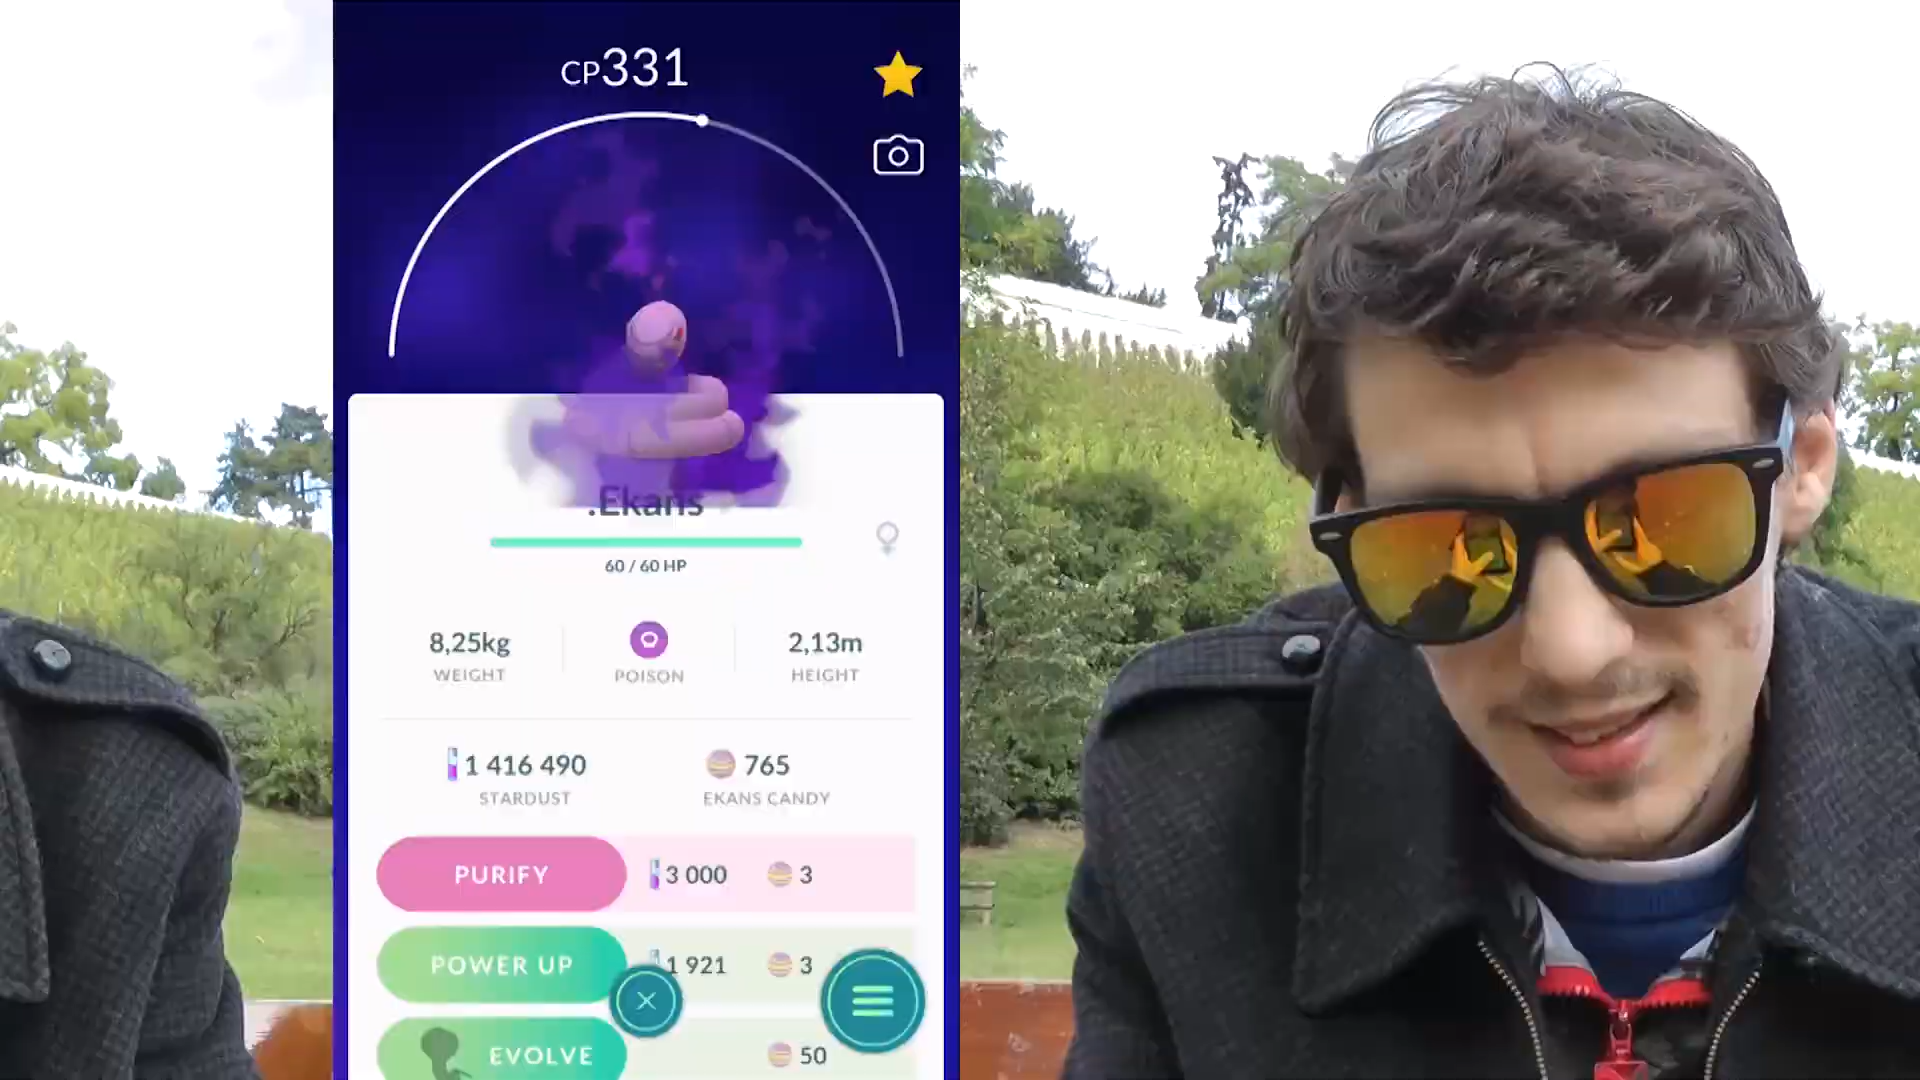 CP331
.Ekans
60 / 60 HP
8,25kg
WEIGHT
POISON
2,13m
HEIGHT
1 416 490
STARDUST
765
EKANS CANDY
PURIFY 3 000 3
POWER UP 1 921 3
EVOLVE 50